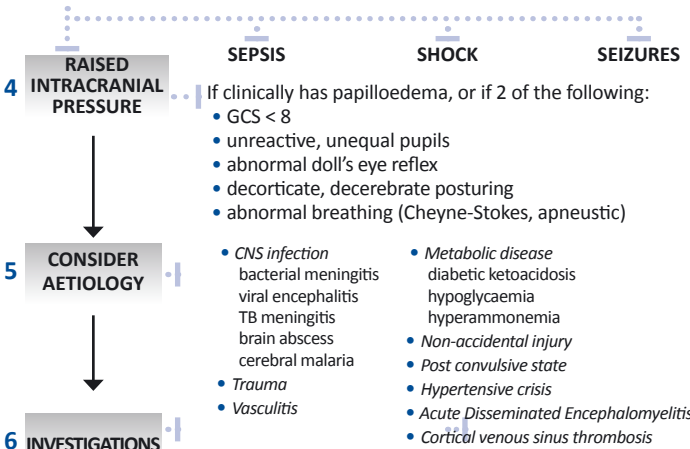 SEPSIS SHOCK SEIZURES
4 RAISED
INTRACRANIAL
PRESSURE
If clinically has papilloedema, or if 2 of the following:
• GCS < 8
• unreactive, unequal pupils
• abnormal doll's eye reflex
• decorticate, decerebrate posturing
• abnormal breathing (Cheyne-Stokes, apneustic)
5 CONSIDER
AETIOLOGY
• CNS infection
bacterial meningitis
viral encephalitis
TB meningitis
brain abscess
cerebral malaria
• Trauma
• Vasculitis
• Metabolic disease
diabetic ketoacidosis
hypoglycaemia
hyperammonemia
• Non-accidental injury
• Post convulsive state
• Hypertensive crisis
• Acute Disseminated Encephalomyelitis
• Cortical venous sinus thrombosis
6 INVESTIGATIONS